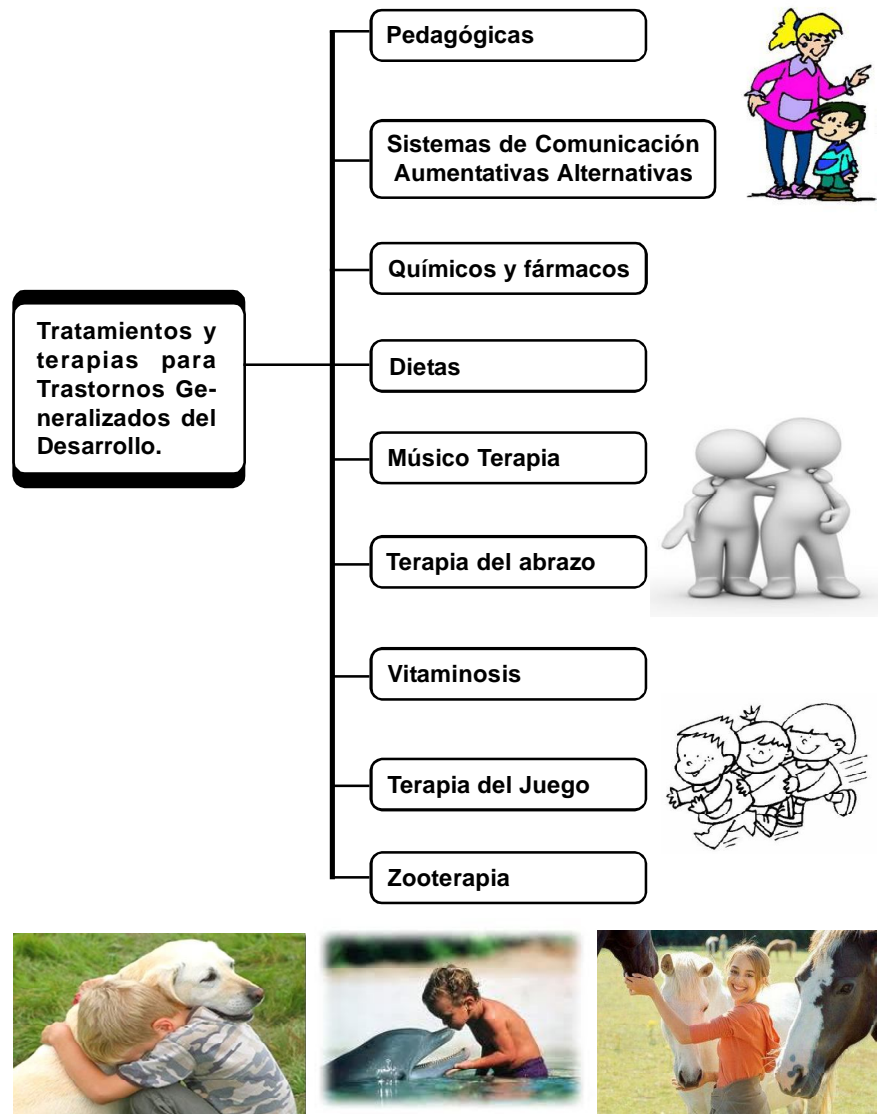 Pedagógicas
Sistemas de Comunicación
Aumentativas Alternativas
Químicos y fármacos
Tratamientos y
terapias para
Trastornos Ge-
neralizados del
Desarrollo.
Dietas
Músico Terapia
Terapia del abrazo
Vitaminosis
Terapia del Juego
Zooterapia